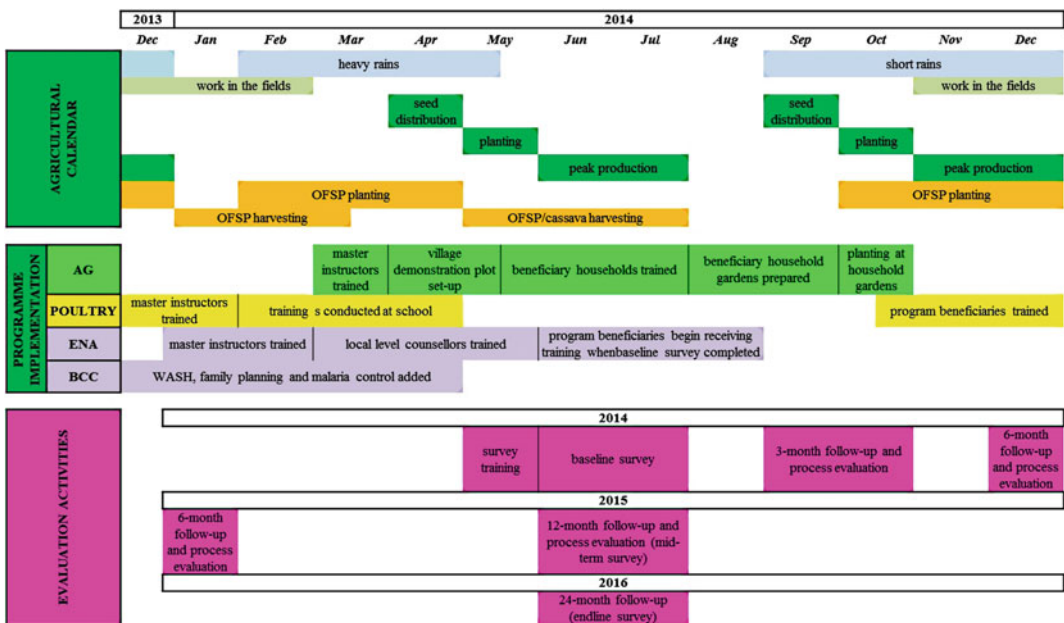 2013 2014
Dec Jan Feb Mar Apr May Jun Jul Aug Sep Oct Nov Dec
AGRICULTURAL
CALENDAR
heavy rains short rains
work in the fields work in the fields
seed
distribution
seed
distribution
planting planting
peak production peak production
OFSP planting OFSP planting
OFSP harvesting OFSP/cassava harvesting
PROGRAMME
IMPLEMENTATION
AG
master
instructors
trained
village
demonstration plot
set-up
beneficiary households trained
beneficiary household
gardens prepared
planting at
household
gardens
POULTRY
master instructors
trained
training s conducted at school
program beneficiaries trained
ENA
master instructors trained
local level counsellors trained
program beneficiaries begin receiving
training whenbaseline survey completed
BCC
WASH, family planning and malaria control added
EVALUATION ACTIVITIES
2014
survey
training
baseline survey
3-month follow-up and
process evaluation
6-month
follow-up
and process
evaluation
2015
6-month
follow-up
and process
evaluation
12-month follow-up and
process evaluation (mid-
term survey)
2016
24-month follow-up
(endline survey)